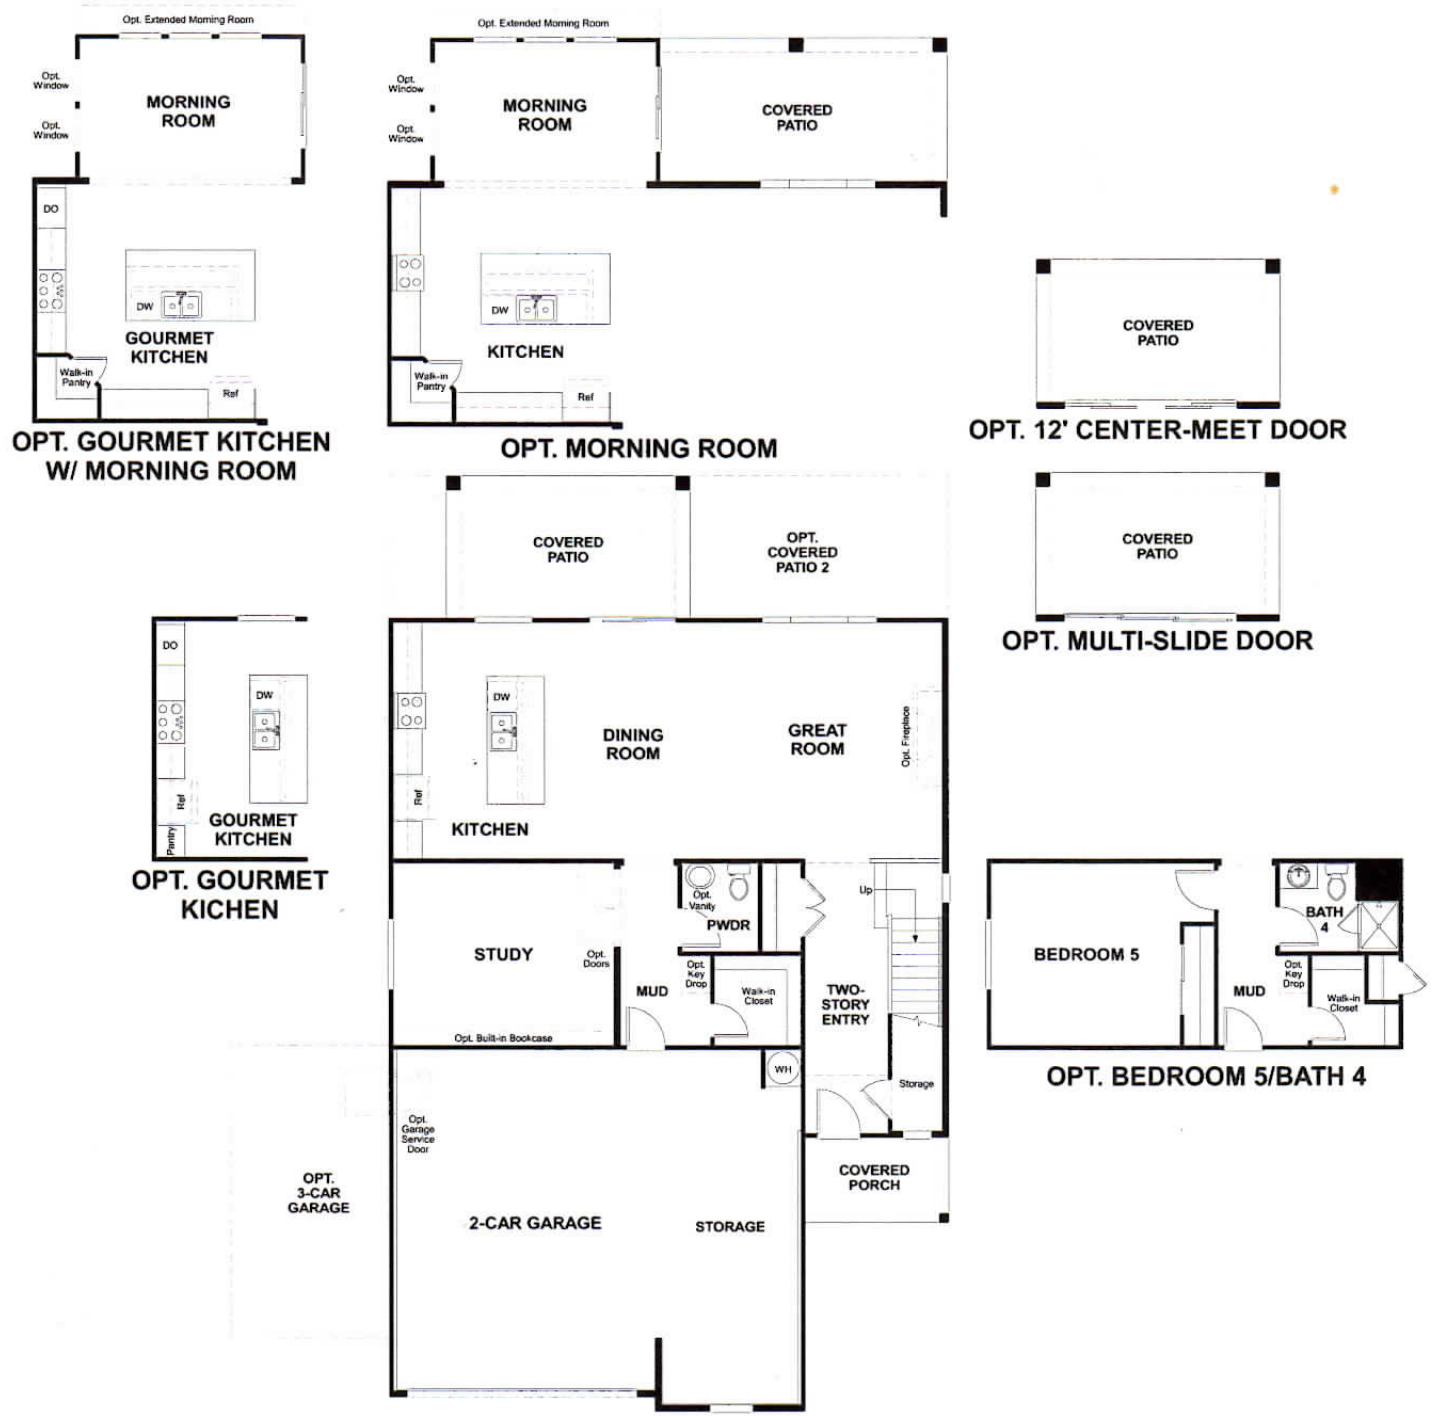 Opt. Extended Morning Room
Opt.
Window
Opt.
Window
MORNING
ROOM
DO
DW
GOURMET
KITCHEN
Walk-in
Pantry
Ref
OPT. GOURMET KITCHEN
W/ MORNING ROOM
Opt. Extended Morning Room
Opt.
Window
Opt.
Window
MORNING
ROOM
COVERED
PATIO
DW
KITCHEN
Walk-in
Pantry
Ref
OPT. MORNING ROOM
COVERED
PATIO
OPT. 12' CENTER-MEET DOOR
COVERED
PATIO
OPT. MULTI-SLIDE DOOR
DO
DW
Ref
Pantry
GOURMET
KITCHEN
OPT. GOURMET
KICHEN
COVERED
PATIO
OPT.
COVERED
PATIO 2
DW
Ref
KITCHEN
DINING
ROOM
GREAT
ROOM
Opt. Fireplace
Opt.
Vanity
PWDR
Up
STUDY
Opt.
Doors
MUD
Opt.
Key
Drop
Walk-in
Closet
TWO-
STORY
ENTRY
Opt. Built-in Bookcase
WH
Storage
Opt.
Garage
Service
Door
OPT.
3-CAR
GARAGE
2-CAR GARAGE
STORAGE
COVERED
PORCH
BEDROOM 5
BATH
4
MUD
Opt.
Key
Drop
Walk-in
Closet
OPT. BEDROOM 5/BATH 4